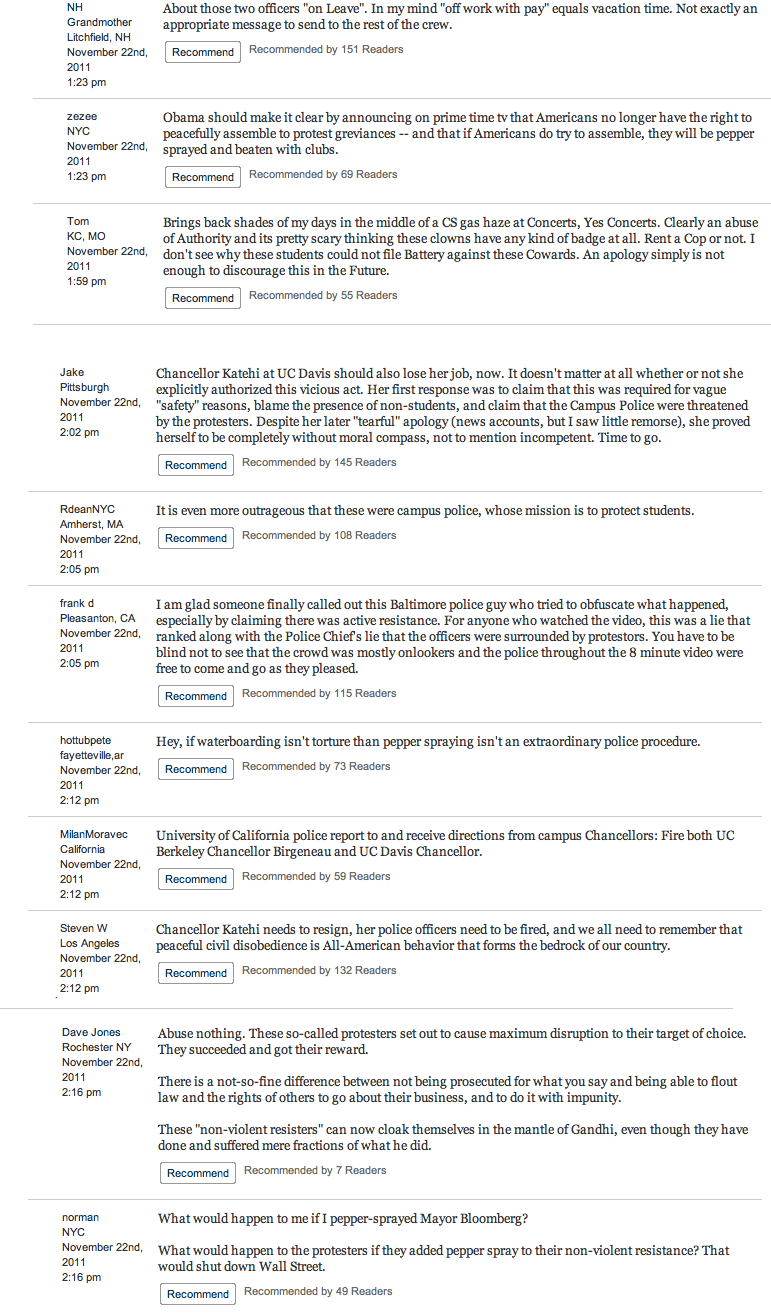 NH
Grandmother
Litchfield, NH
November 22nd,
2011
1:23 pm
About those two officers "on Leave". In my mind "off work with pay" equals vacation time. Not exactly an
appropriate message to send to the rest of the crew.
Recommend Recommended by 151 Readers
zezee
NYC
November 22nd,
2011
1:23 pm
Obama should make it clear by announcing on prime time tv that Americans no longer have the right to
peacefully assemble to protest greviances -- and that if Americans do try to assemble, they will be pepper
sprayed and beaten with clubs.
Recommend Recommended by 69 Readers
Tom
KC, MO
November 22nd,
2011
1:59 pm
Brings back shades of my days in the middle of a CS gas haze at Concerts, Yes Concerts. Clearly an abuse
of Authority and its pretty scary thinking these clowns have any kind of badge at all. Rent a Cop or not. I
don't see why these students could not file Battery against these Cowards. An apology simply is not
enough to discourage this in the Future.
Recommend Recommended by 55 Readers
Jake
Pittsburgh
November 22nd,
2011
2:02 pm
Chancellor Katehi at UC Davis should also lose her job, now. It doesn't matter at all whether or not she
explicitly authorized this vicious act. Her first response was to claim that this was required for vague
"safety" reasons, blame the presence of non-students, and claim that the Campus Police were threatened
by the protesters. Despite her later "tearful" apology (news accounts, but I saw little remorse), she proved
herself to be completely without moral compass, not to mention incompetent. Time to go.
Recommend Recommended by 145 Readers
RdeanNYC
Amherst, MA
November 22nd,
2011
2:05 pm
It is even more outrageous that these were campus police, whose mission is to protect students.
Recommend Recommended by 108 Readers
frank d
Pleasanton, CA
November 22nd,
2011
2:05 pm
I am glad someone finally called out this Baltimore police guy who tried to obfuscate what happened,
especially by claiming there was active resistance. For anyone who watched the video, this was a lie that
ranked along with the Police Chief's lie that the officers were surrounded by protestors. You have to be
blind not to see that the crowd was mostly onlookers and the police throughout the 8 minute video were
free to come and go as they pleased.
Recommend Recommended by 115 Readers
hottubpete
fayetteville,ar
November 22nd,
2011
2:12 pm
Hey, if waterboarding isn't torture than pepper spraying isn't an extraordinary police procedure.
Recommend Recommended by 73 Readers
MilanMoravec
California
November 22nd,
2011
2:12 pm
University of California police report to and receive directions from campus Chancellors: Fire both UC
Berkeley Chancellor Birgeneau and UC Davis Chancellor.
Recommend Recommended by 59 Readers
Steven W
Los Angeles
November 22nd,
2011
2:12 pm
Chancellor Katehi needs to resign, her police officers need to be fired, and we all need to remember that
peaceful civil disobedience is All-American behavior that forms the bedrock of our country.
Recommend Recommended by 132 Readers
Dave Jones
Rochester NY
November 22nd,
2011
2:16 pm
Abuse nothing. These so-called protesters set out to cause maximum disruption to their target of choice.
They succeeded and got their reward.
There is a not-so-fine difference between not being prosecuted for what you say and being able to flout
law and the rights of others to go about their business, and to do it with impunity.
These "non-violent resisters" can now cloak themselves in the mantle of Gandhi, even though they have
done and suffered mere fractions of what he did.
Recommend Recommended by 7 Readers
norman
NYC
November 22nd,
2011
2:16 pm
What would happen to me if I pepper-sprayed Mayor Bloomberg?
What would happen to the protesters if they added pepper spray to their non-violent resistance? That
would shut down Wall Street.
Recommend Recommended by 49 Readers